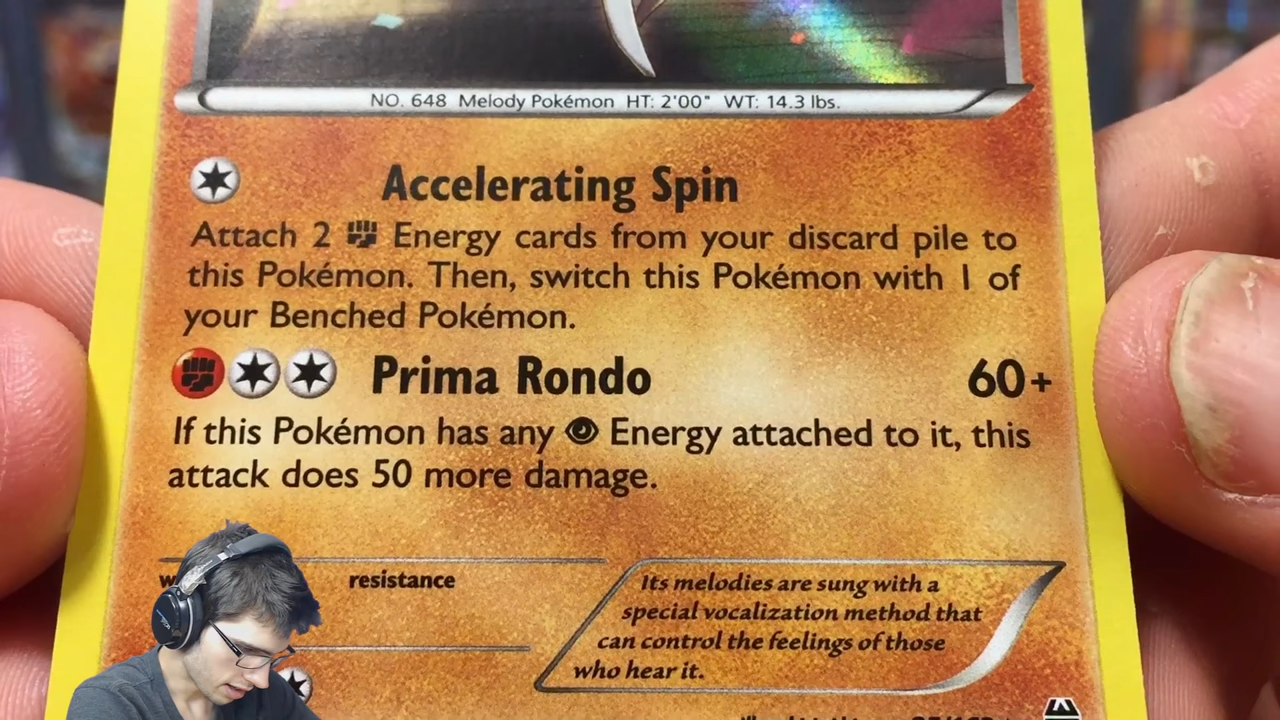 NO. 648 Melody Pokémon HT: 2'00" WT: 14.3 lbs.
Accelerating Spin
Attach 2 Energy cards from your discard pile to
this Pokémon. Then, switch this Pokémon with 1 of
your Benched Pokémon.
Prima Rondo 60+
If this Pokémon has any Energy attached to it, this
attack does 50 more damage.
resistance
Its melodies are sung with a
special vocalization method that
can control the feelings of those
who hear it.